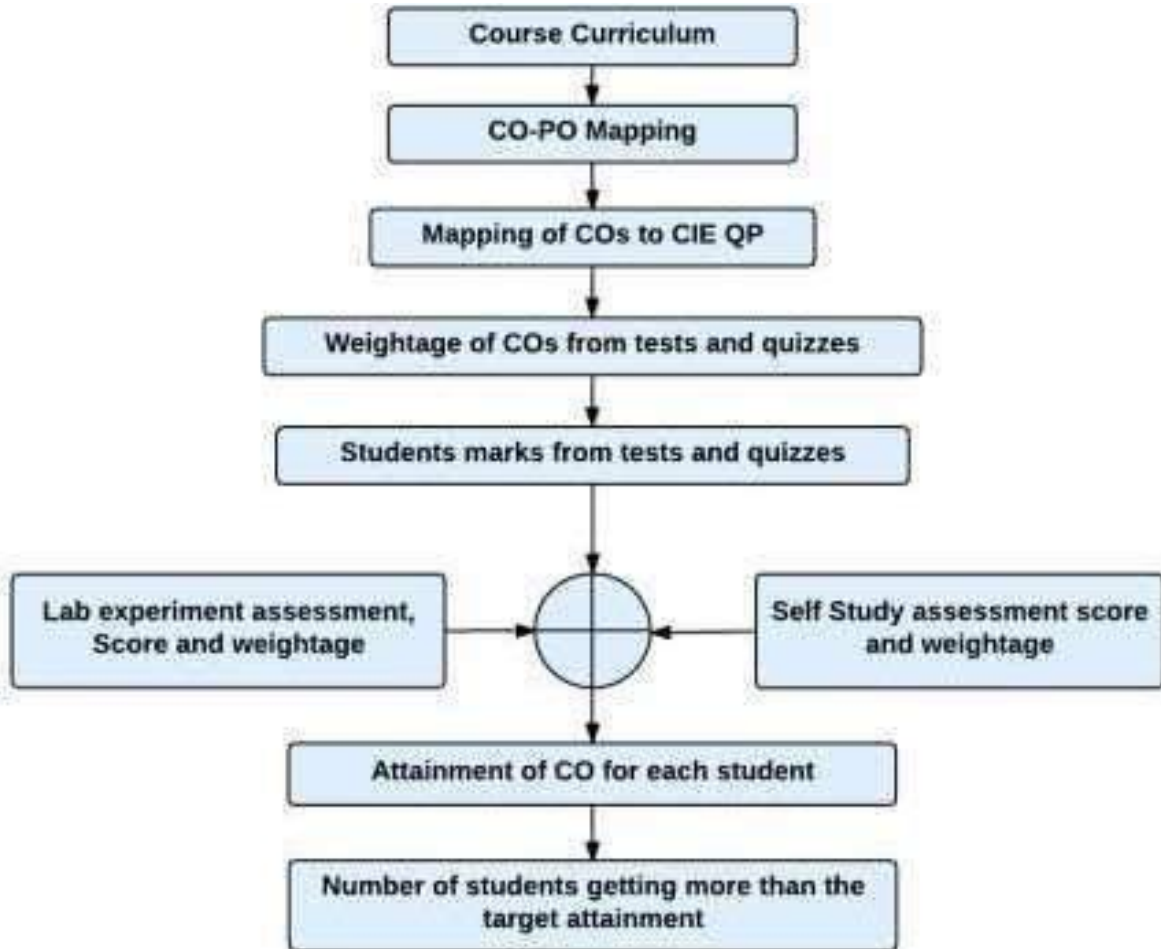 Course Curriculum
CO-PO Mapping
Mapping of COs to CIE QP
Weightage of COs from tests and quizzes
Students marks from tests and quizzes
Lab experiment assessment,
Score and weightage
Self Study assessment score
and weightage
Attainment of CO for each student
Number of students getting more than the
target attainment